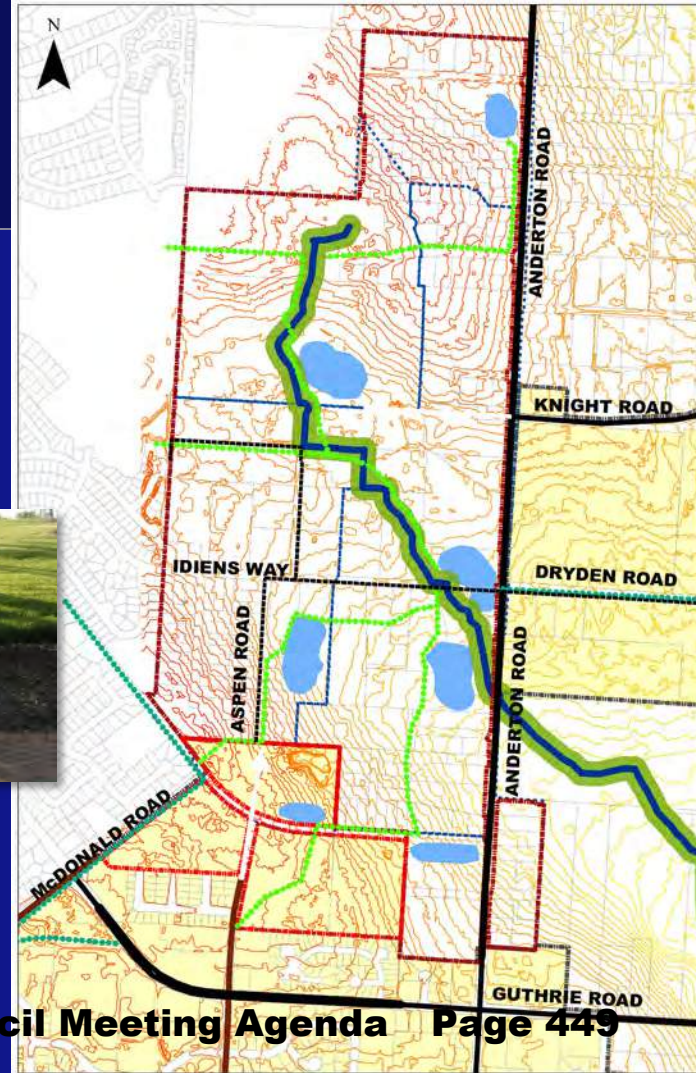 N
ANDERTON ROAD
KNIGHT ROAD
IDIENS WAY
DRYDEN ROAD
ASPEN ROAD
ANDERTON ROAD
McDONALD ROAD
GUTHRIE ROAD
cil Meeting Agenda Page 449